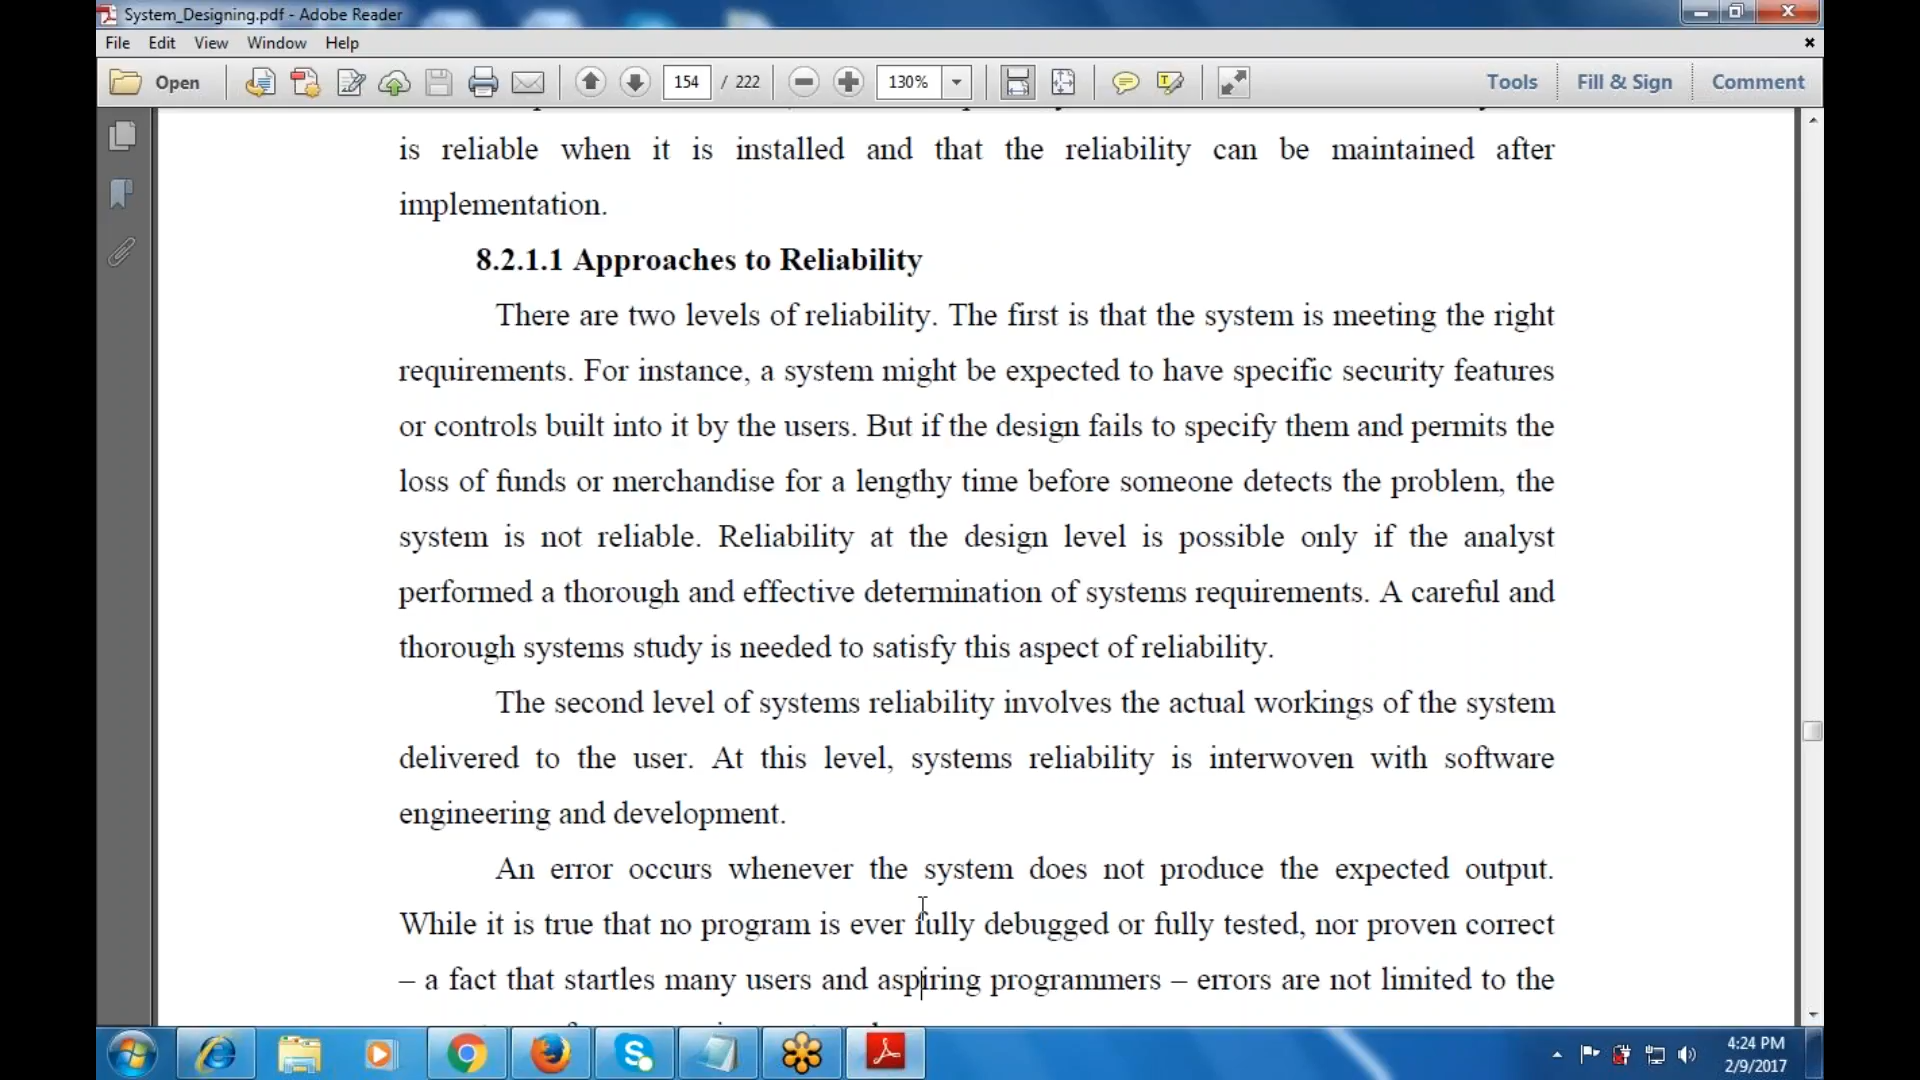 System_Designing.pdf - Adobe Reader
File Edit View Window Help
Open 154 / 222 130% Tools Fill & Sign Comment
is reliable when it is installed and that the reliability can be maintained after
implementation.
8.2.1.1 Approaches to Reliability
There are two levels of reliability. The first is that the system is meeting the right
requirements. For instance, a system might be expected to have specific security features
or controls built into it by the users. But if the design fails to specify them and permits the
loss of funds or merchandise for a lengthy time before someone detects the problem, the
system is not reliable. Reliability at the design level is possible only if the analyst
performed a thorough and effective determination of systems requirements. A careful and
thorough systems study is needed to satisfy this aspect of reliability.
The second level of systems reliability involves the actual workings of the system
delivered to the user. At this level, systems reliability is interwoven with software
engineering and development.
An error occurs whenever the system does not produce the expected output.
While it is true that no program is ever fully debugged or fully tested, nor proven correct
– a fact that startles many users and aspiring programmers – errors are not limited to the
4:24 PM
2/9/2017